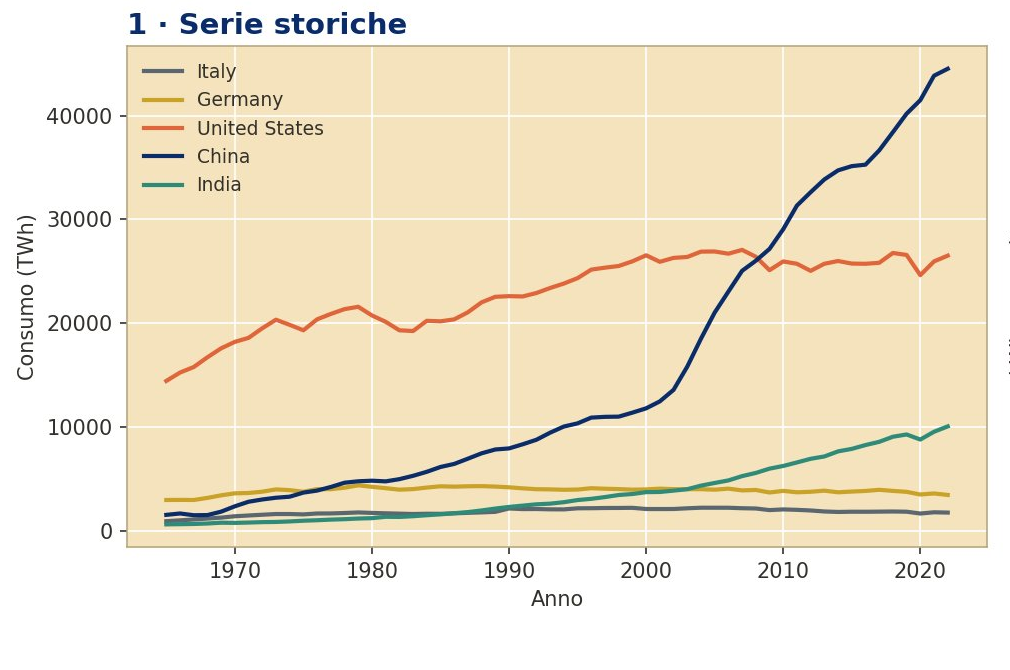 1 · Serie storiche
Italy
Germany
United States
China
India
Consumo (TWh)
40000
30000
20000
10000
0
1970 1980 1990 2000 2010 2020
Anno